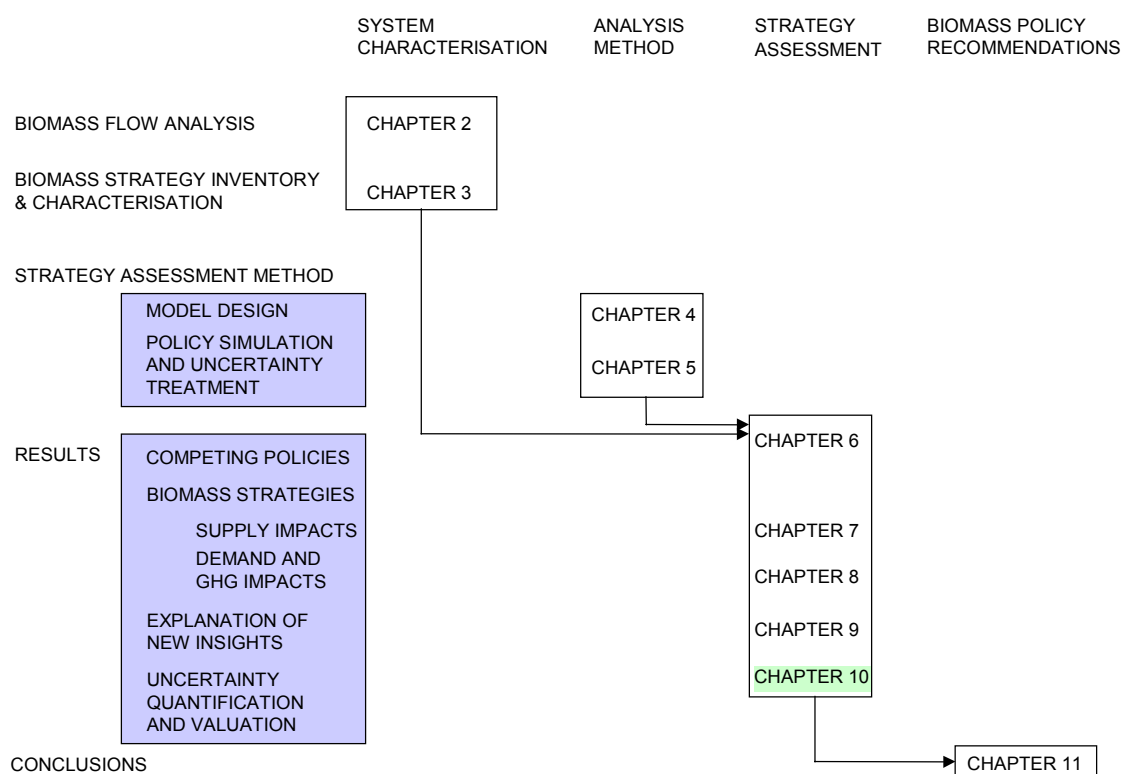 SYSTEM
CHARACTERISATION
ANALYSIS
METHOD
STRATEGY
ASSESSMENT
BIOMASS POLICY
RECOMMENDATIONS
BIOMASS FLOW ANALYSIS
CHAPTER 2
BIOMASS STRATEGY INVENTORY
& CHARACTERISATION
CHAPTER 3
STRATEGY ASSESSMENT METHOD
MODEL DESIGN
CHAPTER 4
POLICY SIMULATION
AND UNCERTAINTY
TREATMENT
CHAPTER 5
RESULTS
COMPETING POLICIES
CHAPTER 6
BIOMASS STRATEGIES
SUPPLY IMPACTS
CHAPTER 7
DEMAND AND
GHG IMPACTS
CHAPTER 8
EXPLANATION OF
NEW INSIGHTS
CHAPTER 9
UNCERTAINTY
QUANTIFICATION
AND VALUATION
CHAPTER 10
CONCLUSIONS
CHAPTER 11